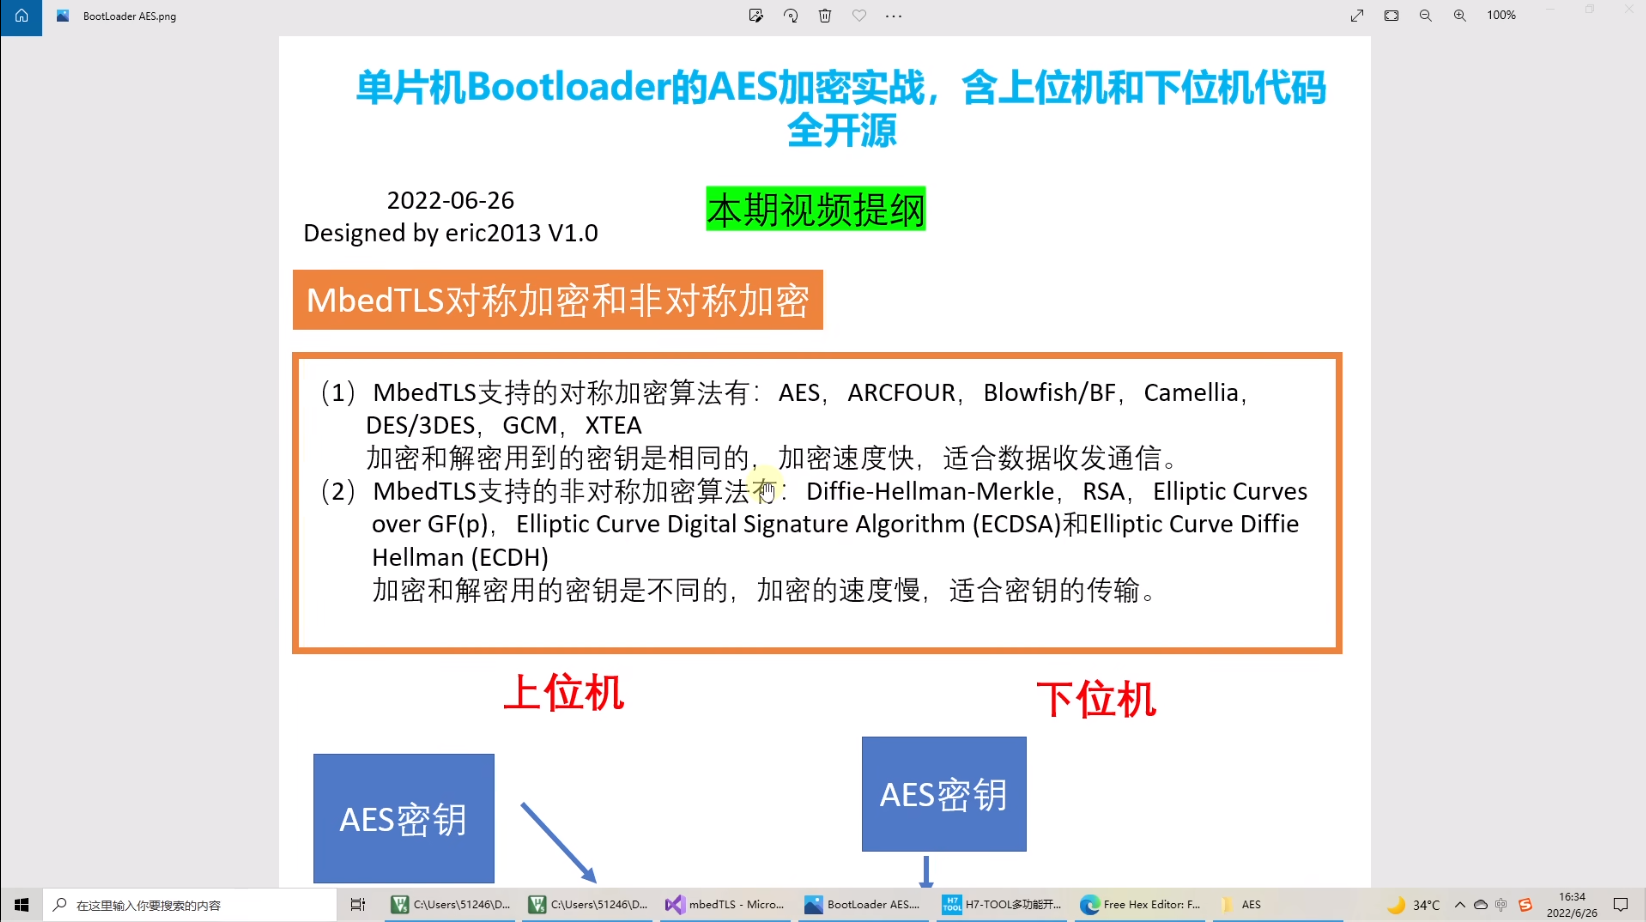 BootLoader AES.png
100%
单片机Bootloader的AES加密实战，含上位机和下位机代码
全开源
2022-06-26
Designed by eric2013 V1.0
本期视频提纲
MbedTLS对称加密和非对称加密
（1）MbedTLS支持的对称加密算法有：AES，ARCFOUR，Blowfish/BF，Camellia，
DES/3DES，GCM，XTEA
加密和解密用到的密钥是相同的，加密速度快，适合数据收发通信。
（2）MbedTLS支持的非对称加密算法有：Diffie-Hellman-Merkle，RSA，Elliptic Curves
over GF(p)，Elliptic Curve Digital Signature Algorithm (ECDSA)和Elliptic Curve Diffie
Hellman (ECDH)
加密和解密用的密钥是不同的，加密的速度慢，适合密钥的传输。
上位机
下位机
AES密钥
AES密钥
在这里输入你要搜索的内容
C:\Users\51246\D...
C:\Users\51246\D...
mbedTLS - Micro...
BootLoader AES....
H7-TOOL多功能开...
Free Hex Editor: F...
AES
34°C
中
16:34
2022/6/26